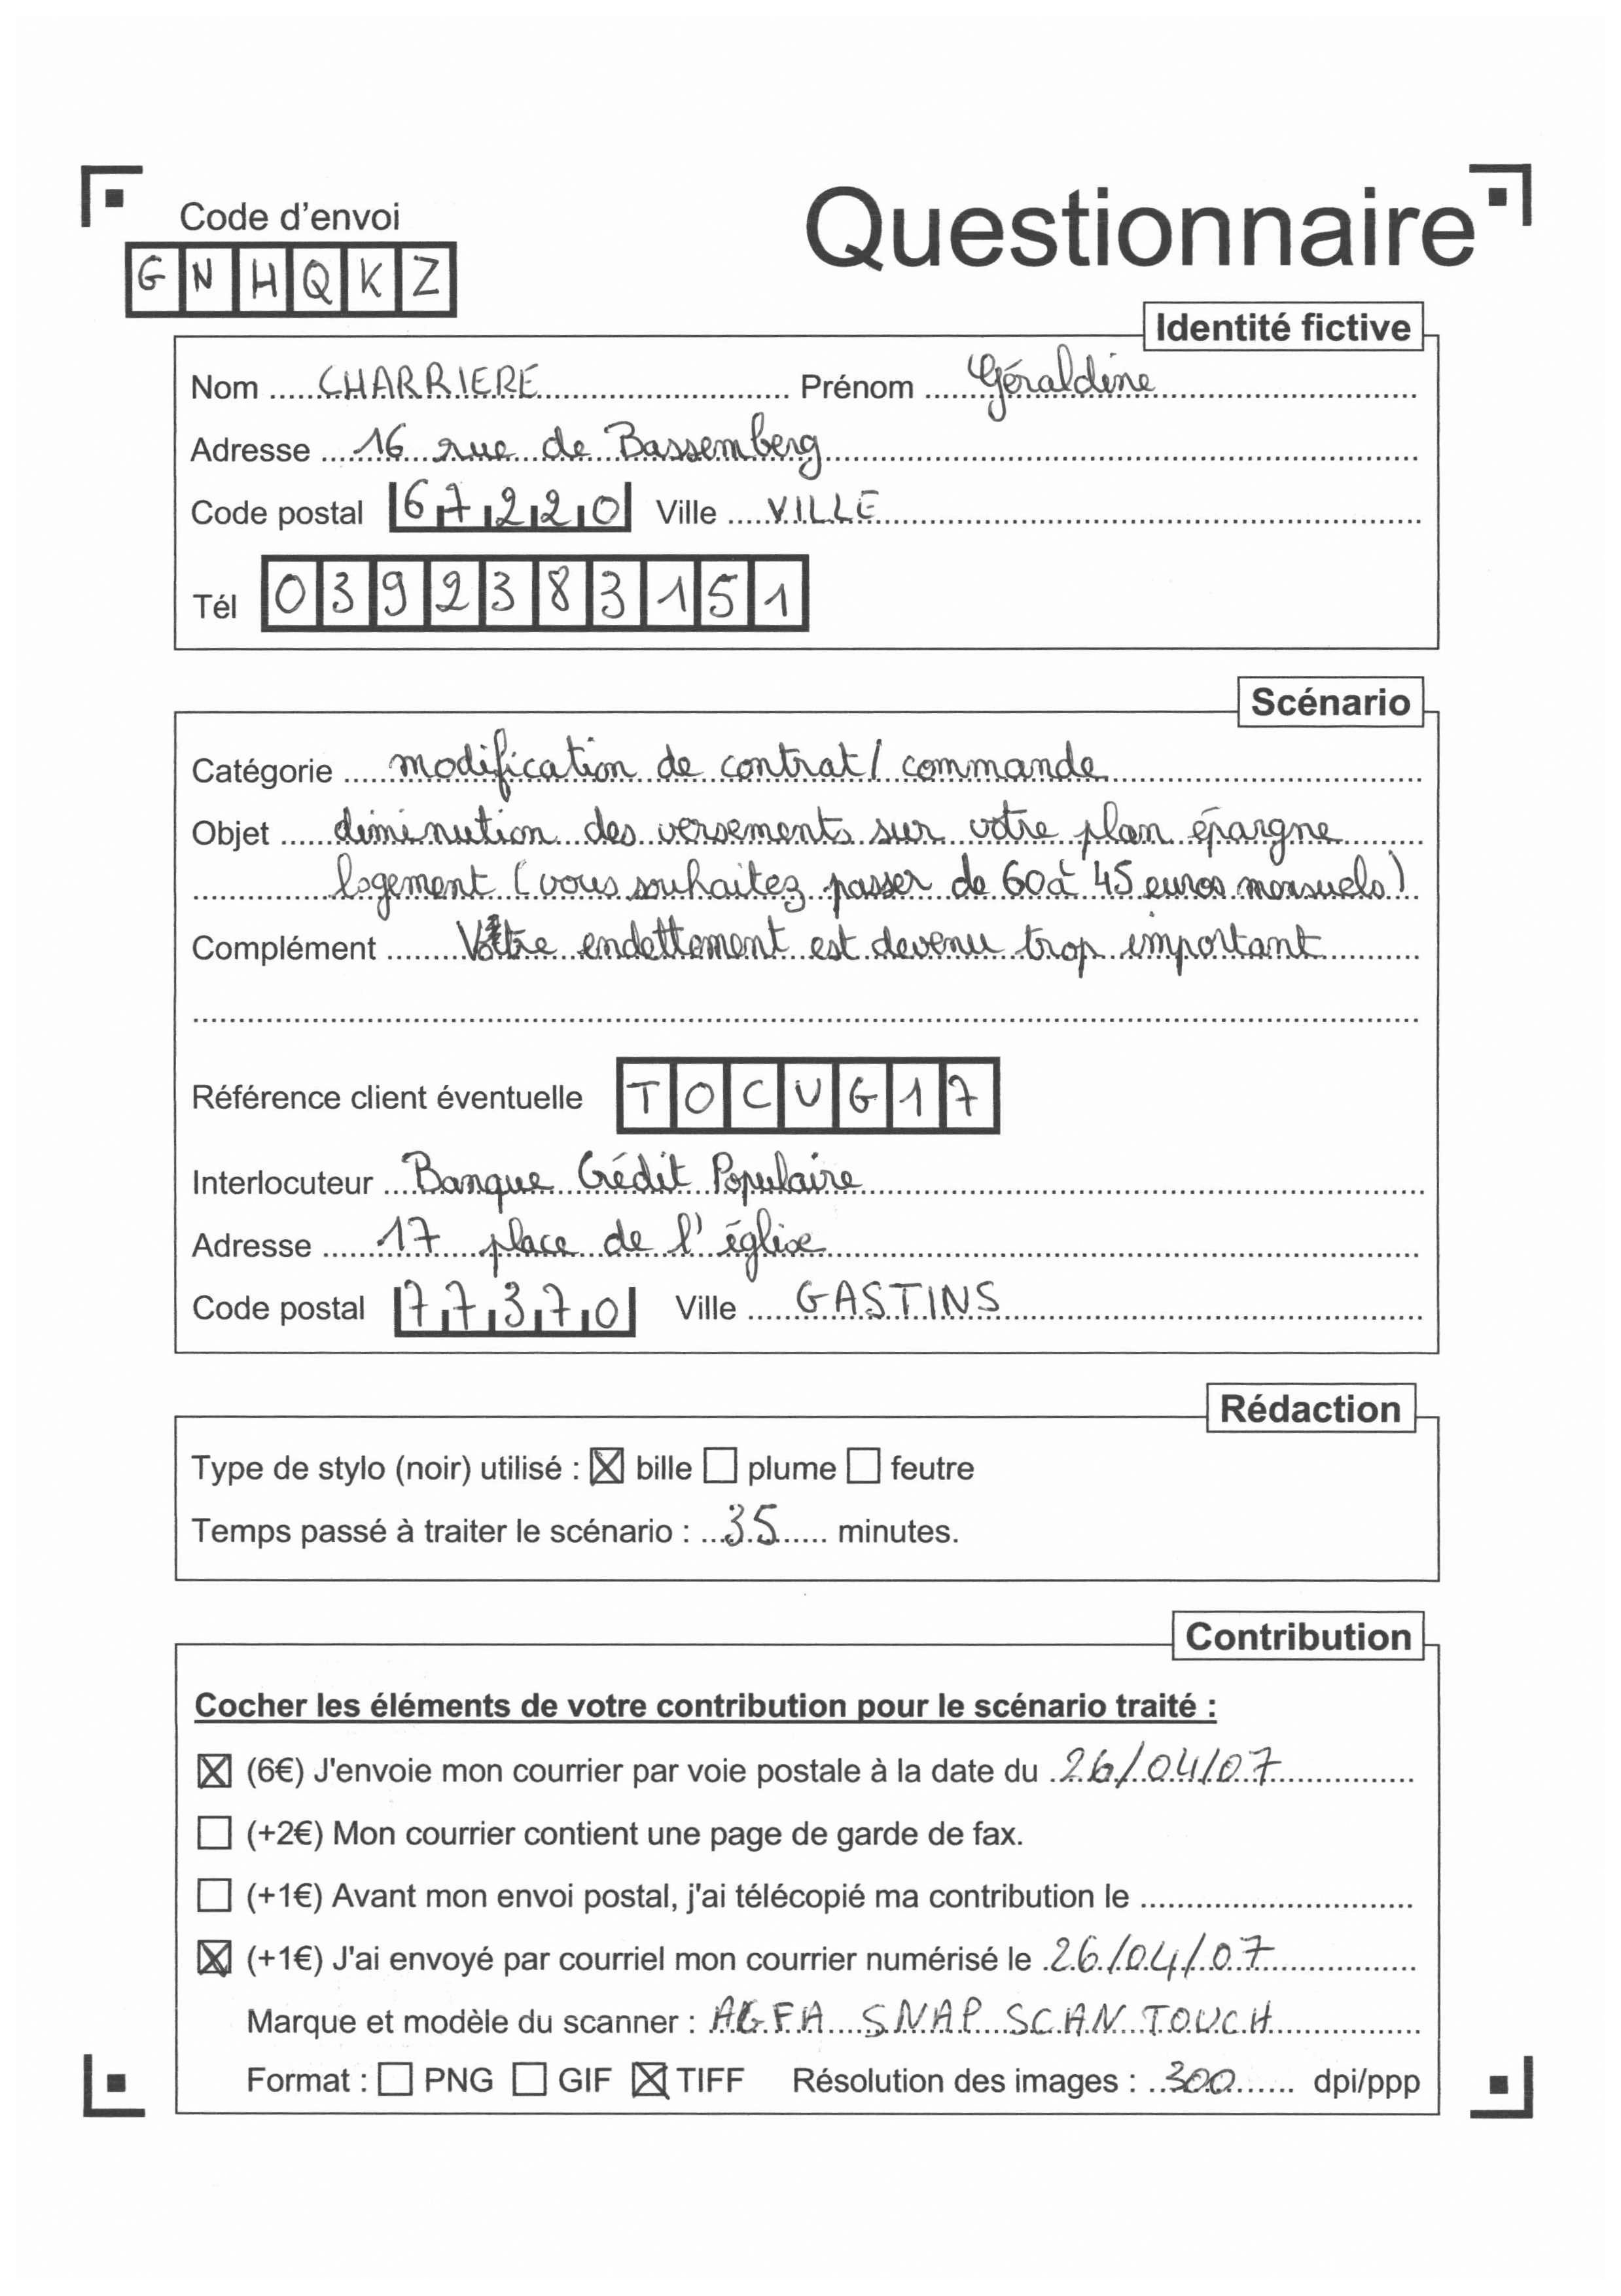 Code d'envoi
Questionnaire
G N H Q K Z
Identité fictive
Nom CHARRIERE Prénom Géraldine
Adresse 16 rue de Bassemberg
Code postal 67220 Ville VILLE
Tél 0392383151
Scénario
Catégorie modification de contrat / commande
Objet diminution des versements sur votre plan épargne
logement (vous souhaitez passer de 60 à 45 euros mensuels)
Complément Votre endettement est devenu trop important
Référence client éventuelle TOCUG17
Interlocuteur Banque Crédit Populaire
Adresse 17 place de l'église
Code postal 77370 Ville GASTINS
Rédaction
Type de stylo (noir) utilisé : ☒ bille ☐ plume ☐ feutre
Temps passé à traiter le scénario : 35 minutes.
Contribution
Cocher les éléments de votre contribution pour le scénario traité :
☒ (6€) J'envoie mon courrier par voie postale à la date du 26/04/07
☐ (+2€) Mon courrier contient une page de garde de fax.
☐ (+1€) Avant mon envoi postal, j'ai télécopié ma contribution le
☒ (+1€) J'ai envoyé par courriel mon courrier numérisé le 26/04/07
Marque et modèle du scanner : AGFA SNAP SCAN TOUCH
Format : ☐ PNG ☐ GIF ☒ TIFF Résolution des images : 300 dpi/ppp